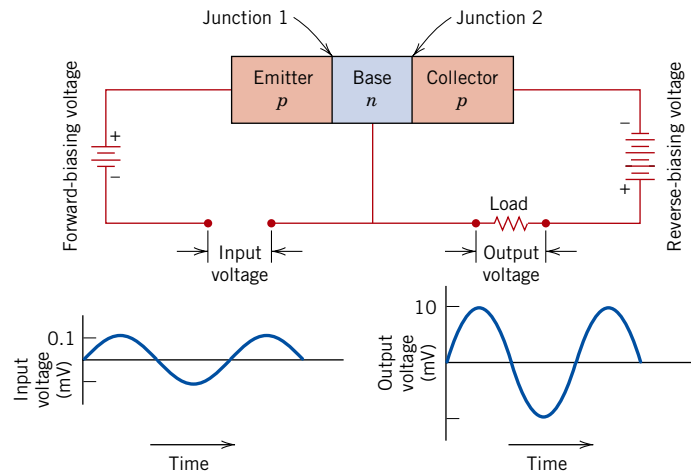 Junction 1
Junction 2
Emitter
p
Base
n
Collector
p
Forward-biasing voltage
+
–
Reverse-biasing voltage
–
+
Load
Input
voltage
Output
voltage
Input
voltage
(mV)
0.1
Time
Output
voltage
(mV)
10
Time